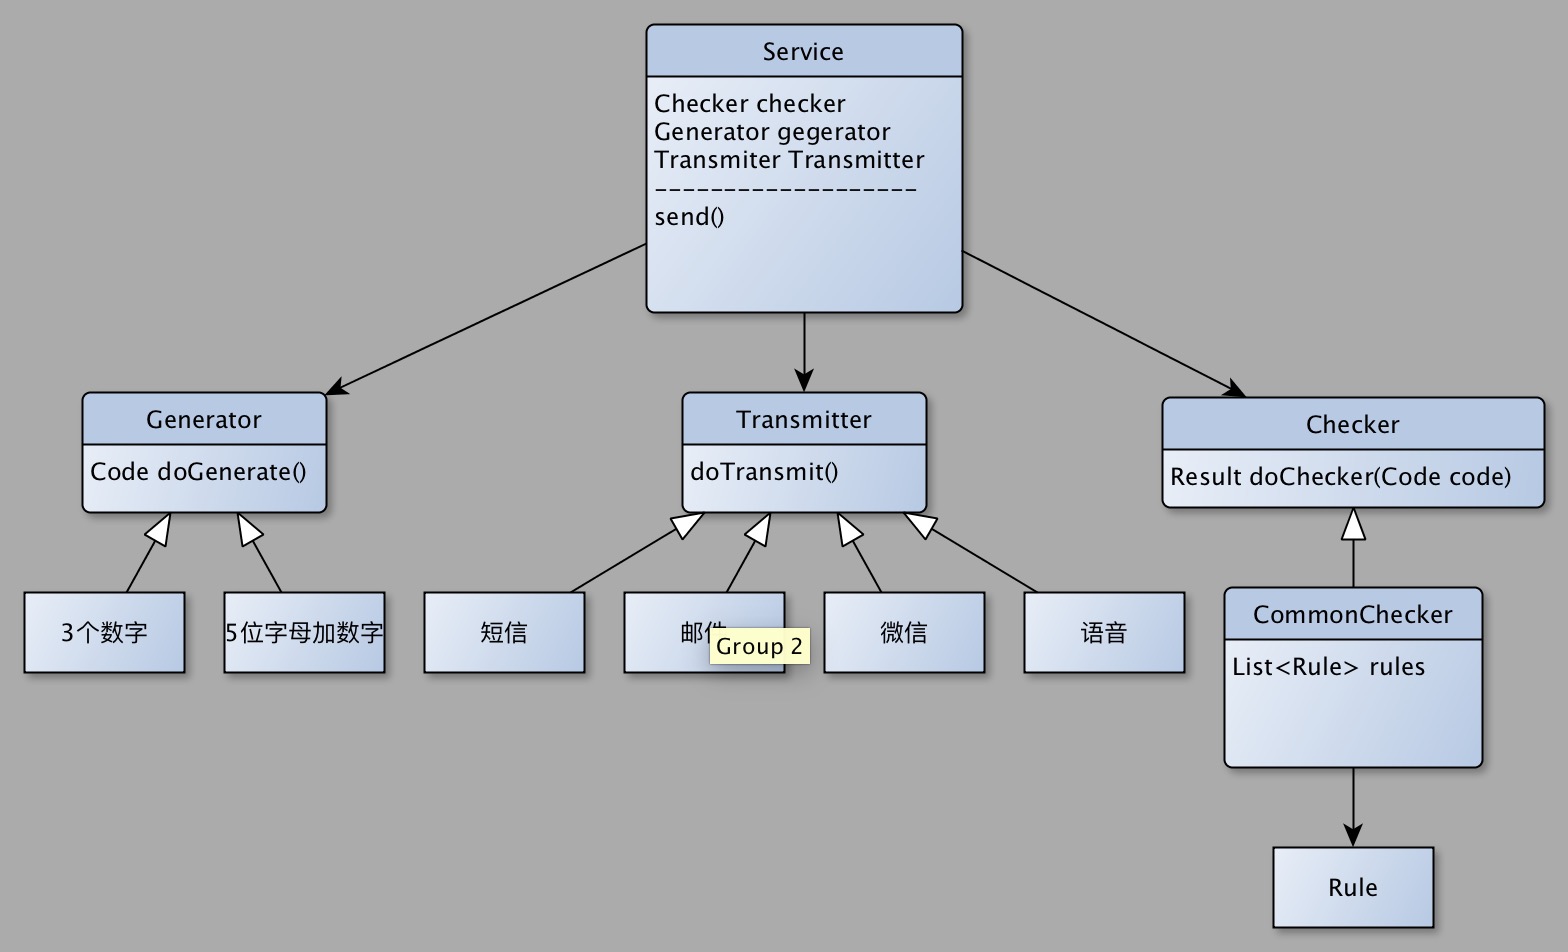 Service
Checker checker
Generator gegerator
Transmiter Transmitter
-------------------
send()
Generator
Code doGenerate()
Transmitter
doTransmit()
Checker
Result doChecker(Code code)
3个数字
5位字母加数字
短信
邮件
Group 2
微信
语音
CommonChecker
List<Rule> rules
Rule